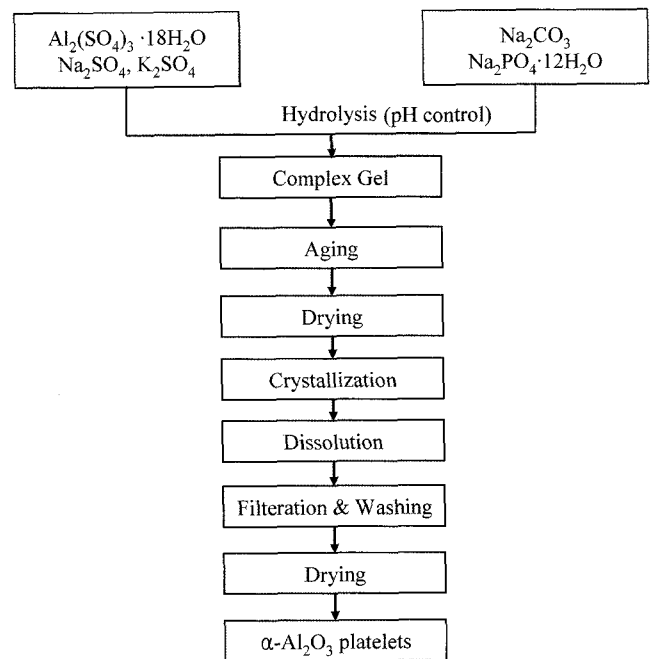 Al₂(SO₄)₃ ·18H₂O
Na₂SO₄, K₂SO₄
Na₂CO₃
Na₂PO₄·12H₂O
Hydrolysis (pH control)
Complex Gel
Aging
Drying
Crystallization
Dissolution
Filteration & Washing
Drying
α-Al₂O₃ platelets